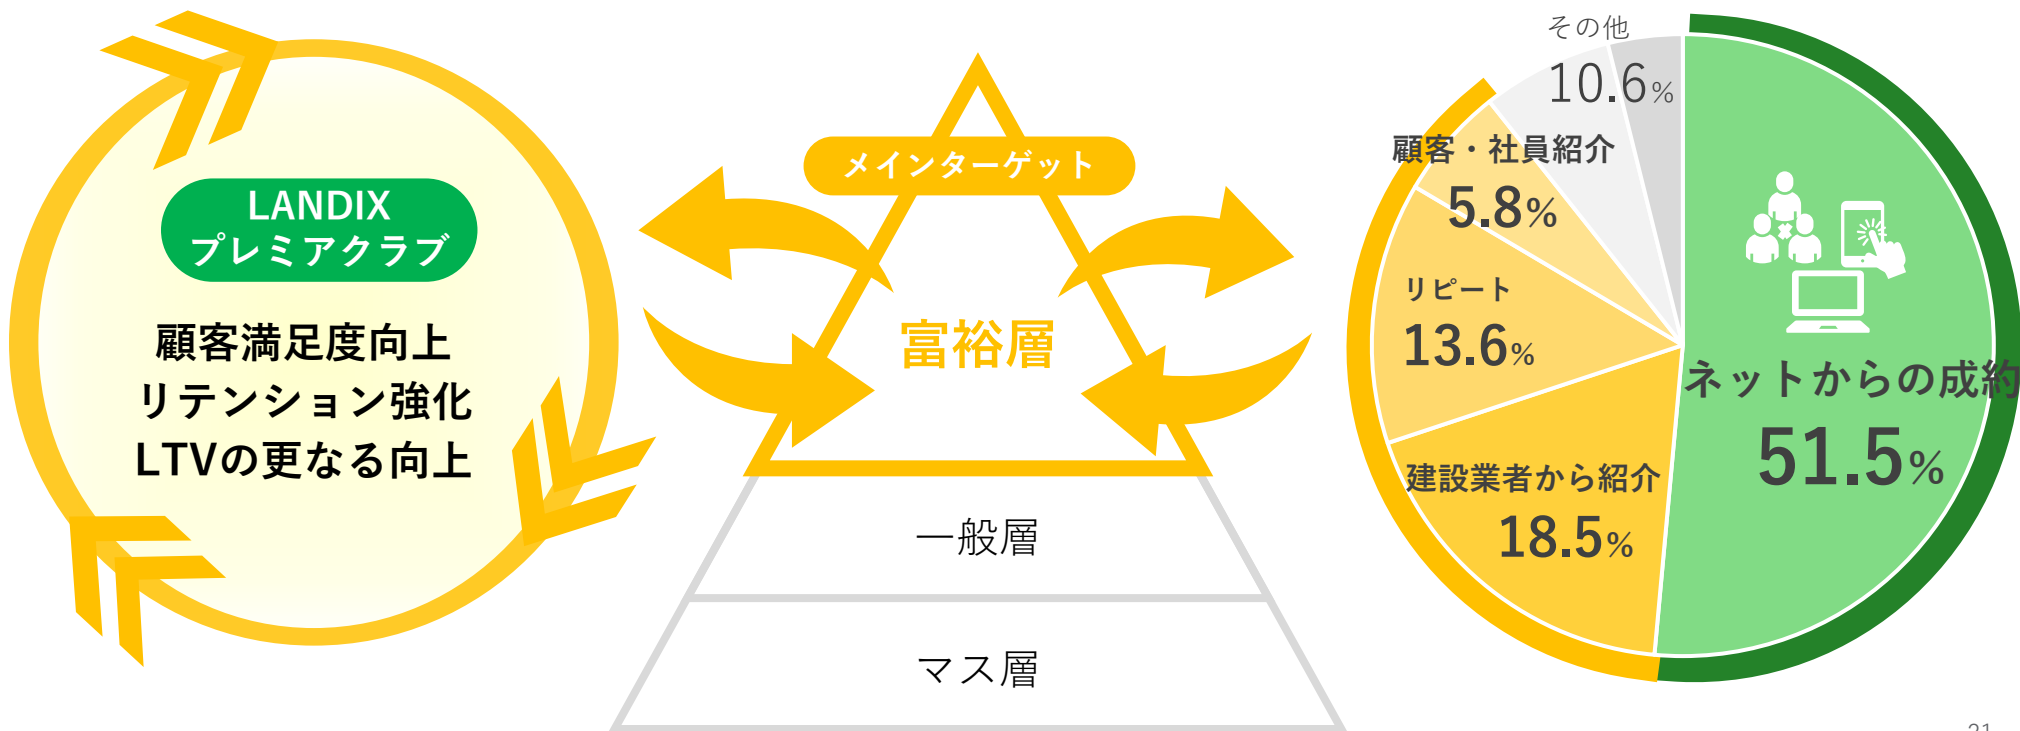 LANDIX
プレミアクラブ
顧客満足度向上
リテンション強化
LTVの更なる向上
メインターゲット
富裕層
一般層
マス層
その他
10.6%
顧客・社員紹介
5.8%
リピート
13.6%
建設業者から紹介
18.5%
ネットからの成約
51.5%
21